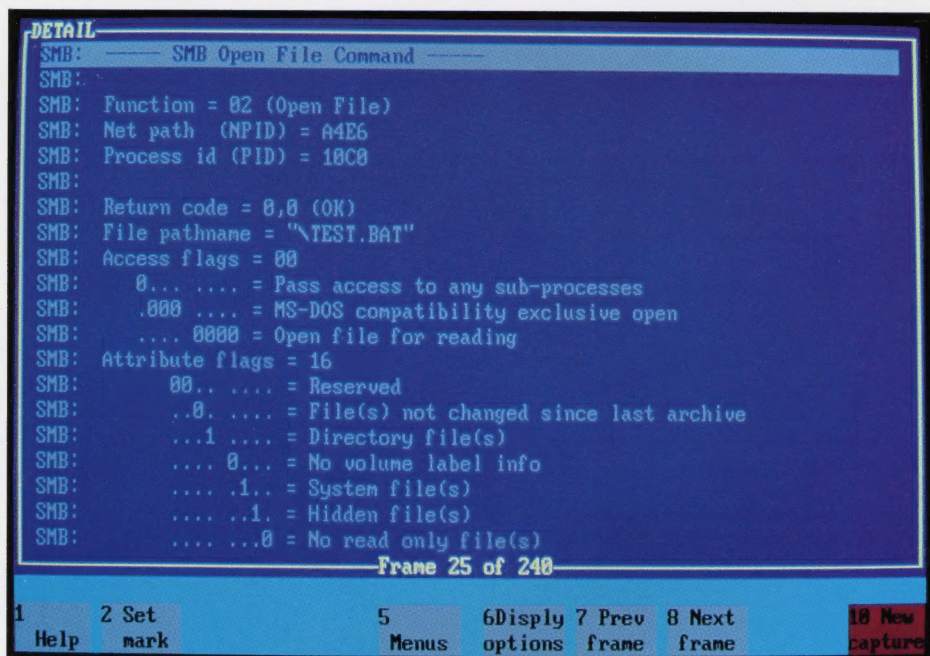 DETAIL
SMB: ----- SMB Open File Command -----
SMB:
SMB: Function = 02 (Open File)
SMB: Net path (NPID) = A4E6
SMB: Process id (PID) = 10C0
SMB:
SMB: Return code = 0,0 (OK)
SMB: File pathname = "\TEST.BAT"
SMB: Access flags = 00
SMB: 0... .... = Pass access to any sub-processes
SMB: .000 .... = MS-DOS compatibility exclusive open
SMB: .... 0000 = Open file for reading
SMB: Attribute flags = 16
SMB: 00.. .... = Reserved
SMB: ..0. .... = File(s) not changed since last archive
SMB: ...1 .... = Directory file(s)
SMB: .... 0... = No volume label info
SMB: .... .1.. = System file(s)
SMB: .... ..1. = Hidden file(s)
SMB: .... ...0 = No read only file(s)
Frame 25 of 240
1 2 Set 5 6Disply 7 Prev 8 Next 10 New
Help mark Menus options frame frame capture